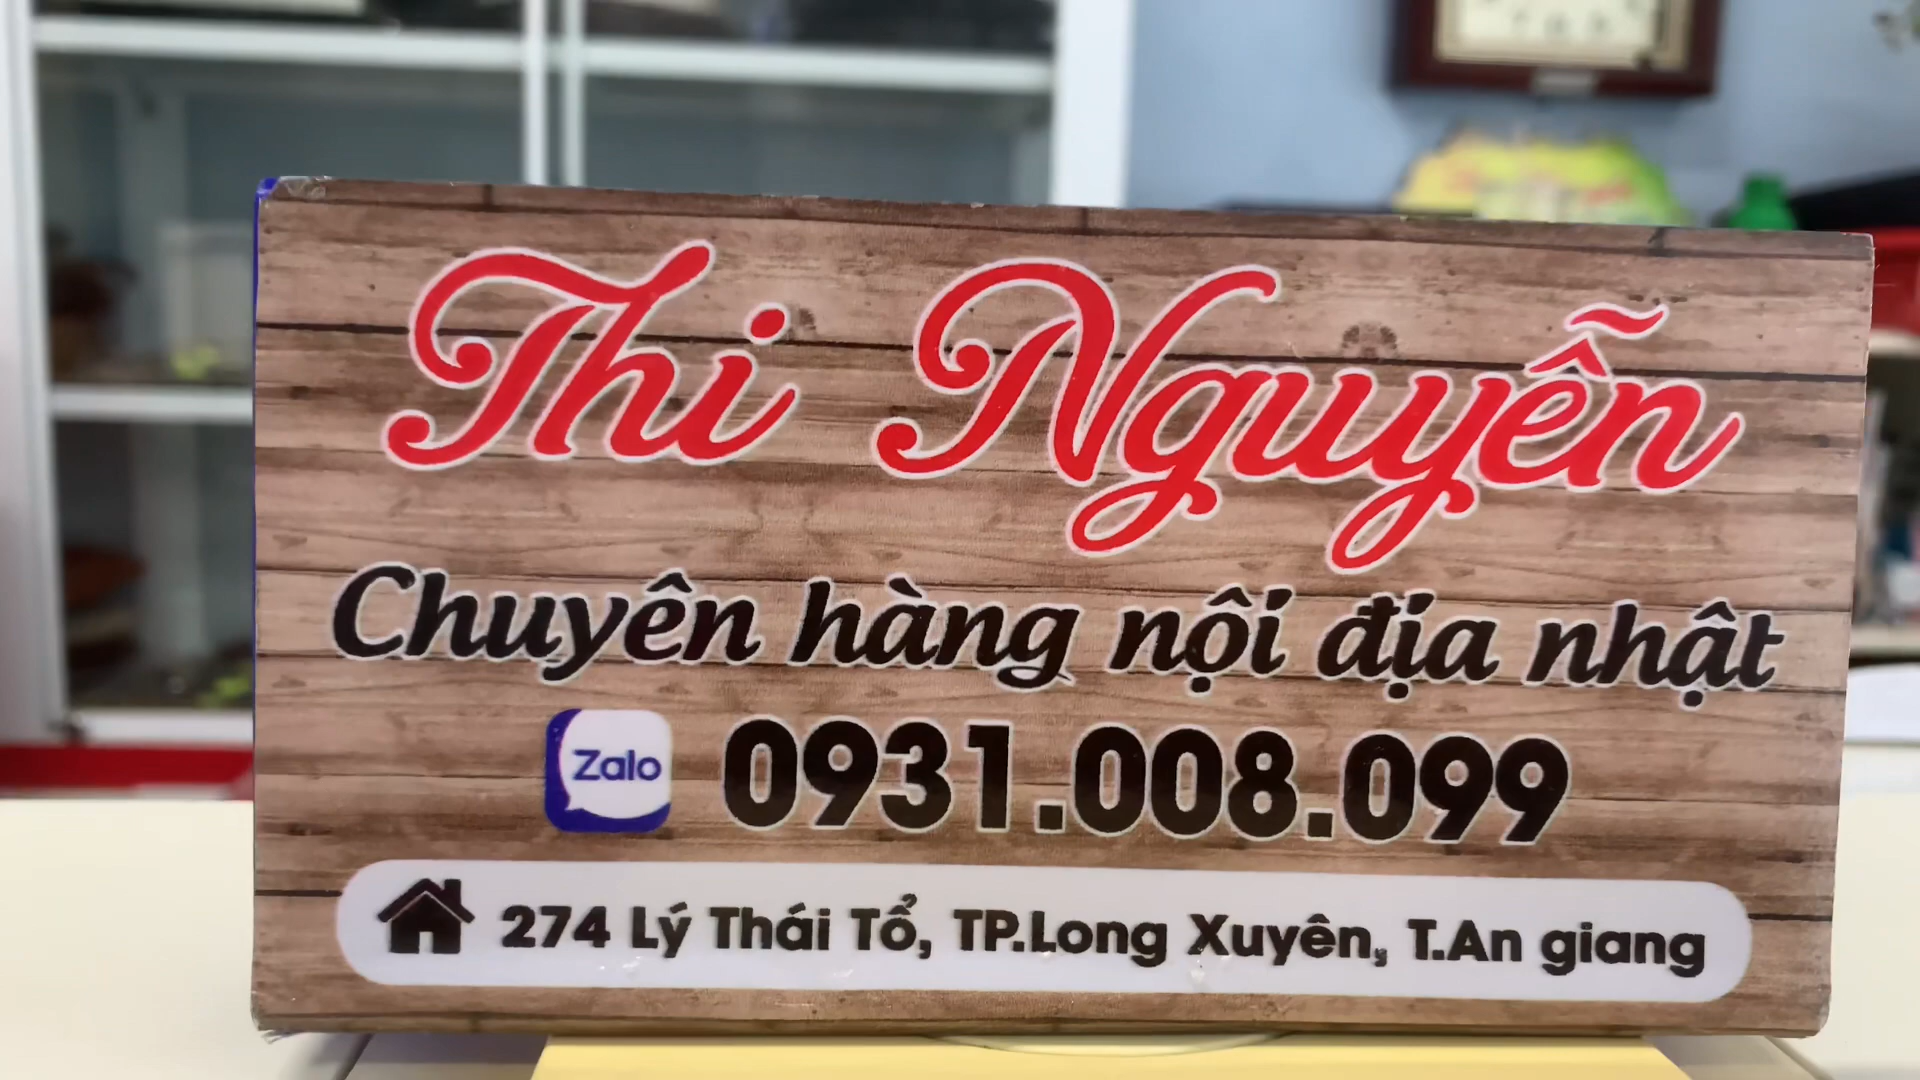 Thi Nguyễn
Chuyên hàng nội địa nhật
Zalo 0931.008.099
274 Lý Thái Tổ, TP.Long Xuyên, T.An giang